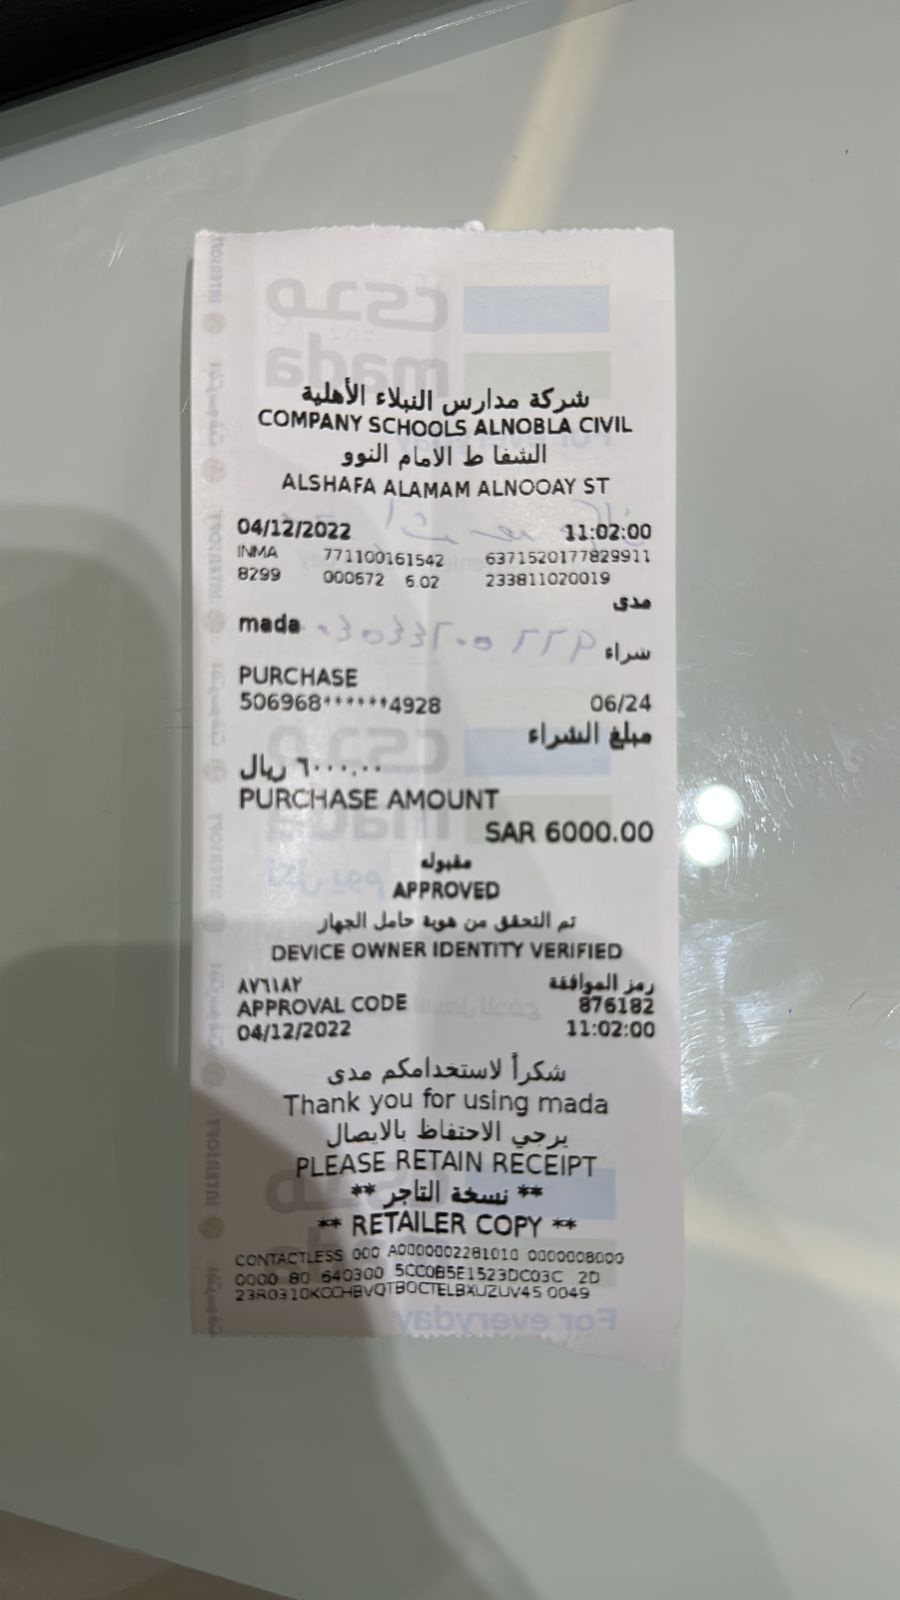 شركة مدارس النبلاء الأهلية
COMPANY SCHOOLS ALNOBLA CIVIL
الشفا ط الامام النوو
ALSHAFA ALAMAM ALNOOAY ST
04/12/2022 11:02:00
INMA 771100161542 6371520177829911
8299 000672 6.02 233811020019
مدى
mada
شراء
PURCHASE
506968******4928 06/24
مبلغ الشراء
٦٠٠٠,٠٠ ريال
PURCHASE AMOUNT
SAR 6000.00
مقبوله
APPROVED
تم التحقق من هوية حامل الجهاز
DEVICE OWNER IDENTITY VERIFIED
رمز الموافقة ٨٧٦١٨٢
APPROVAL CODE 876182
04/12/2022 11:02:00
شكراً لاستخدامكم مدى
Thank you for using mada
يرجي الاحتفاظ بالايصال
PLEASE RETAIN RECEIPT
** نسخة التاجر **
** RETAILER COPY **
CONTACTLESS 000 A0000002281010 0000008000
0000 80 640300 5CC0B5E1523DC03C 2D
0049